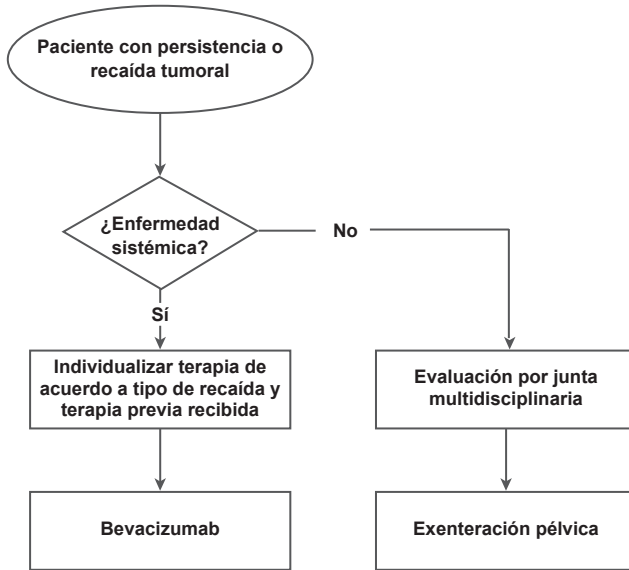 Paciente con persistencia o
recaída tumoral
¿Enfermedad
sistémica?
No
Sí
Individualizar terapia de
acuerdo a tipo de recaída y
terapia previa recibida
Evaluación por junta
multidisciplinaria
Bevacizumab
Exenteración pélvica